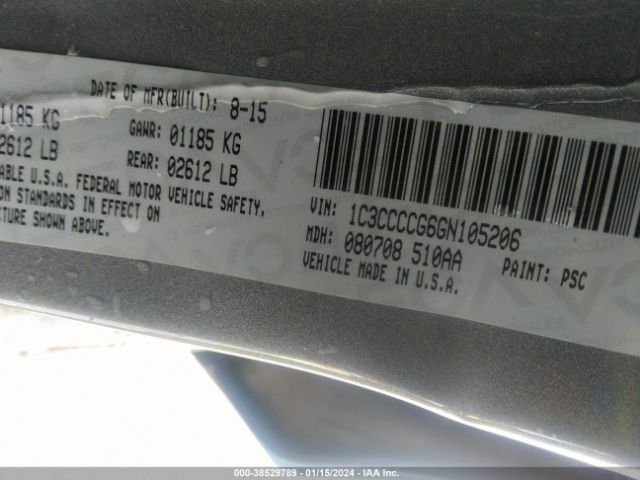 DATE OF MFR(BUILT): 8-15
1185 KG GAWR: 01185 KG
2612 LB REAR: 02612 LB
ABLE U.S.A. FEDERAL MOTOR VEHICLE SAFETY,
ON STANDARDS IN EFFECT ON
CTURE SHOWN ABOVE.
VIN: 1C3CCCCG6GN105206
MDH: 080708 510AA PAINT: PSC
VEHICLE MADE IN U.S.A.
000-38529789 - 01/15/2024 - IAA Inc.